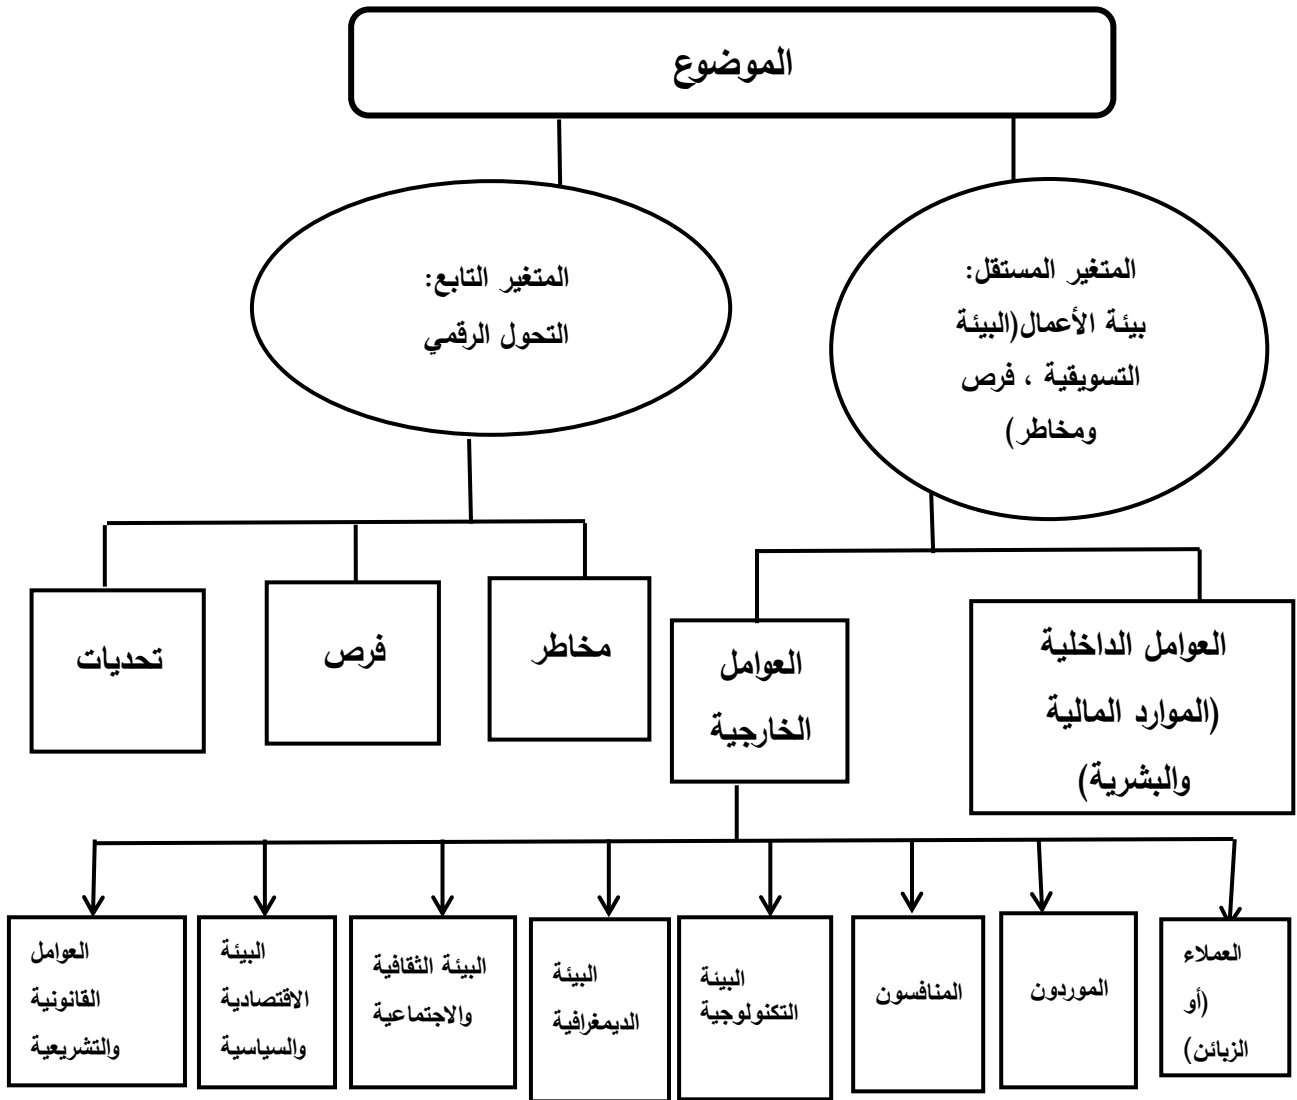 الموضوع
المتغير المستقل:
بيئة الأعمال(البيئة
التسويقية ، فرص
ومخاطر)
المتغير التابع:
التحول الرقمي
العوامل الداخلية
(الموارد المالية
والبشرية)
العوامل
الخارجية
مخاطر
فرص
تحديات
العملاء
(أو
الزبائن)
الموردون
المنافسون
البيئة
التكنولوجية
البيئة
الديمغرافية
البيئة الثقافية
والاجتماعية
البيئة
الاقتصادية
والسياسية
العوامل
القانونية
والتشريعية